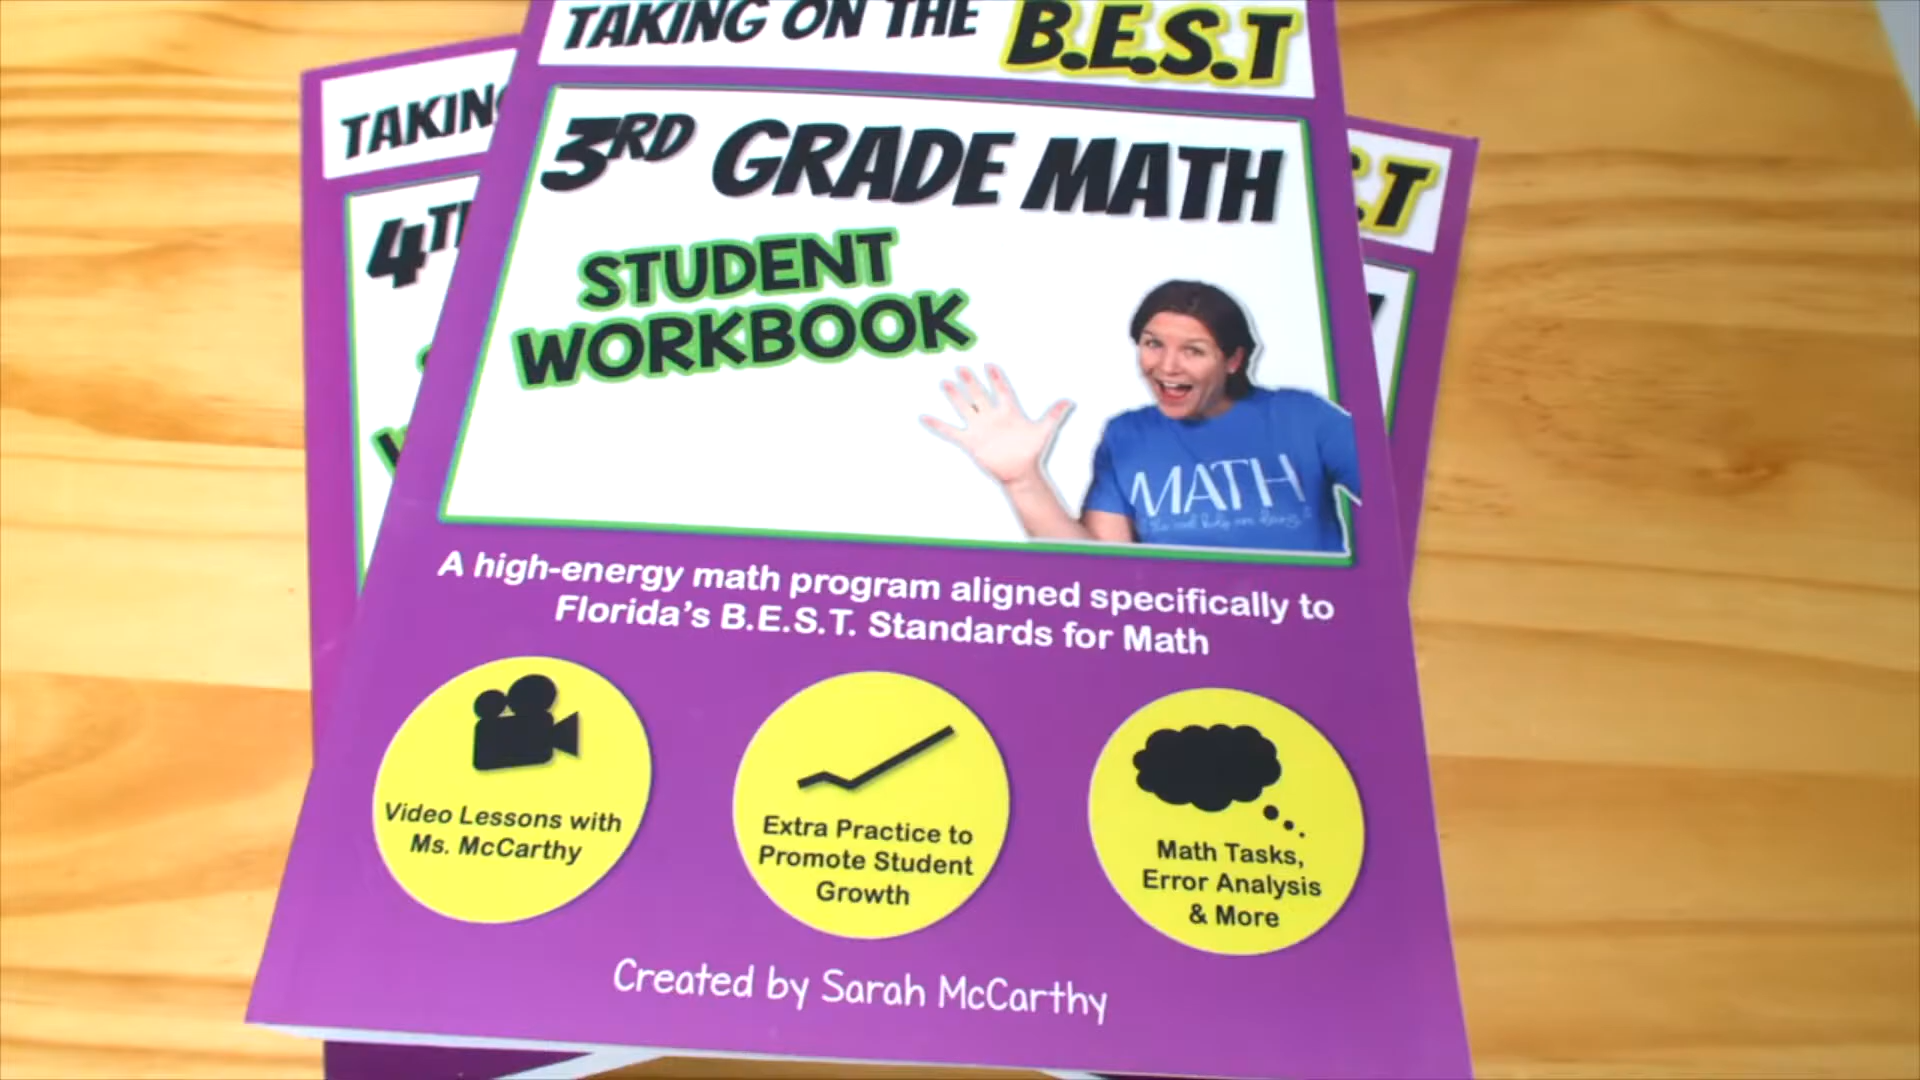 TAKING ON THE B.E.S.T
3RD GRADE MATH
STUDENT
WORKBOOK
MATH
A high-energy math program aligned specifically to
Florida's B.E.S.T. Standards for Math
Video Lessons with
Ms. McCarthy
Extra Practice to
Promote Student
Growth
Math Tasks,
Error Analysis
& More
Created by Sarah McCarthy
TAKING
4TH
.T